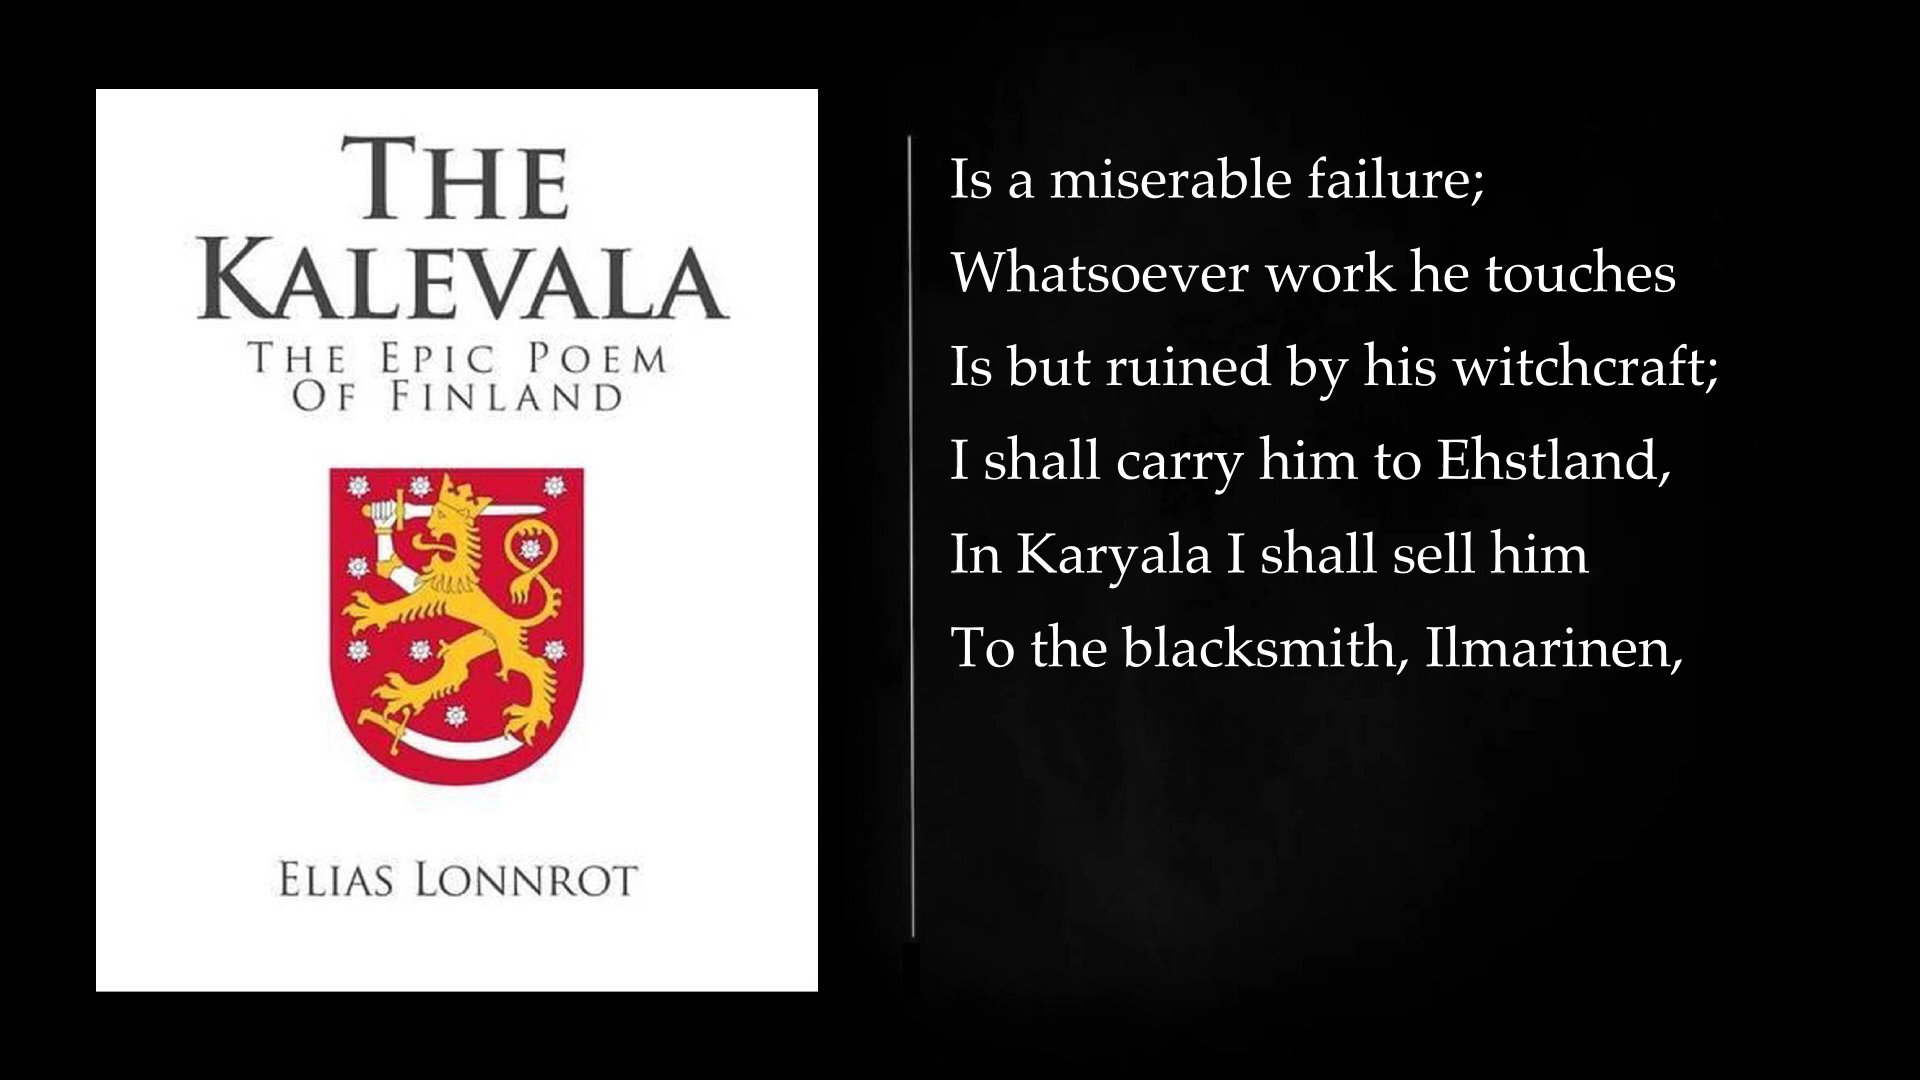 THE
KALEVALA
THE EPIC POEM
OF FINLAND
ELIAS LONNROT
Is a miserable failure;
Whatsoever work he touches
Is but ruined by his witchcraft;
I shall carry him to Ehstland,
In Karyala I shall sell him
To the blacksmith, Ilmarinen,